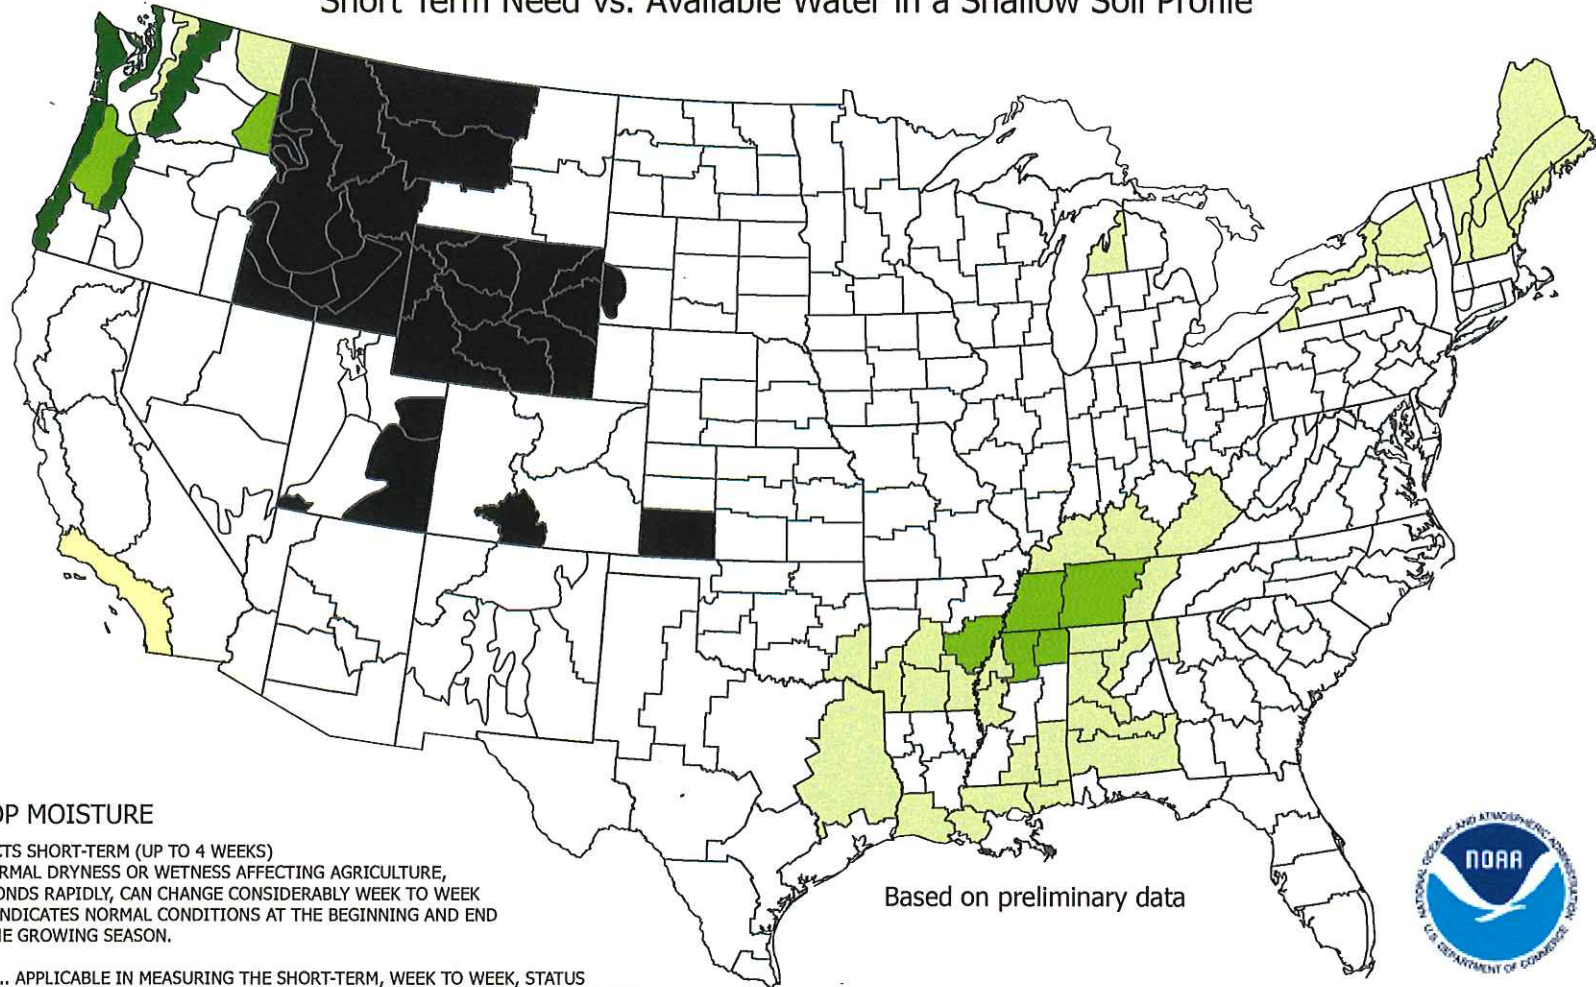 Short Term Need vs. Available Water in a Shallow Soil Profile
OP MOISTURE
CTS SHORT-TERM (UP TO 4 WEEKS)
RMAL DRYNESS OR WETNESS AFFECTING AGRICULTURE,
ONDS RAPIDLY, CAN CHANGE CONSIDERABLY WEEK TO WEEK
INDICATES NORMAL CONDITIONS AT THE BEGINNING AND END
HE GROWING SEASON.
... APPLICABLE IN MEASURING THE SHORT-TERM, WEEK TO WEEK, STATUS
Based on preliminary data
NATIONAL OCEANIC AND ATMOSPHERIC ADMINISTRATION
NOAA
U.S. DEPARTMENT OF COMMERCE